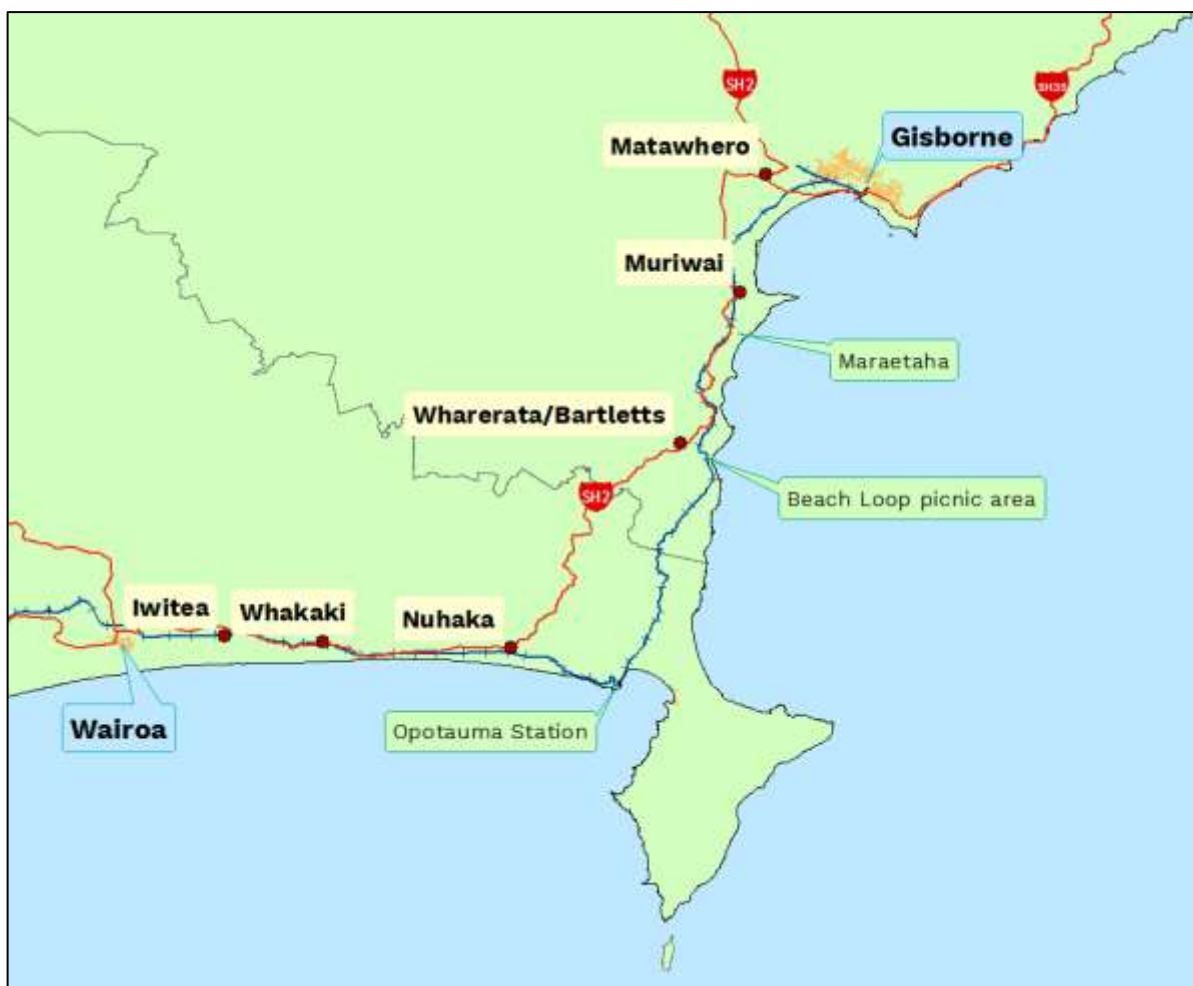 SH2
SH35
Gisborne
Matawhero
Muriwai
Maraetaha
Wharerata/Bartletts
Beach Loop picnic area
SH2
Iwitea
Whakaki
Nuhaka
Wairoa
Opotauma Station